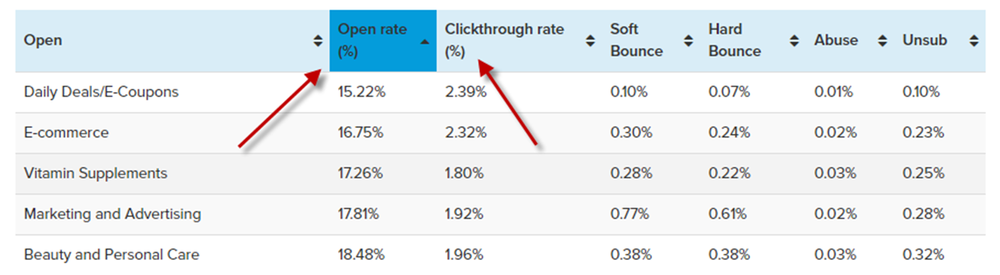 Open Open rate (%) Clickthrough rate (%) Soft Bounce Hard Bounce Abuse Unsub
Daily Deals/E-Coupons 15.22% 2.39% 0.10% 0.07% 0.01% 0.10%
E-commerce 16.75% 2.32% 0.30% 0.24% 0.02% 0.23%
Vitamin Supplements 17.26% 1.80% 0.28% 0.22% 0.03% 0.25%
Marketing and Advertising 17.81% 1.92% 0.77% 0.61% 0.02% 0.28%
Beauty and Personal Care 18.48% 1.96% 0.38% 0.38% 0.03% 0.32%